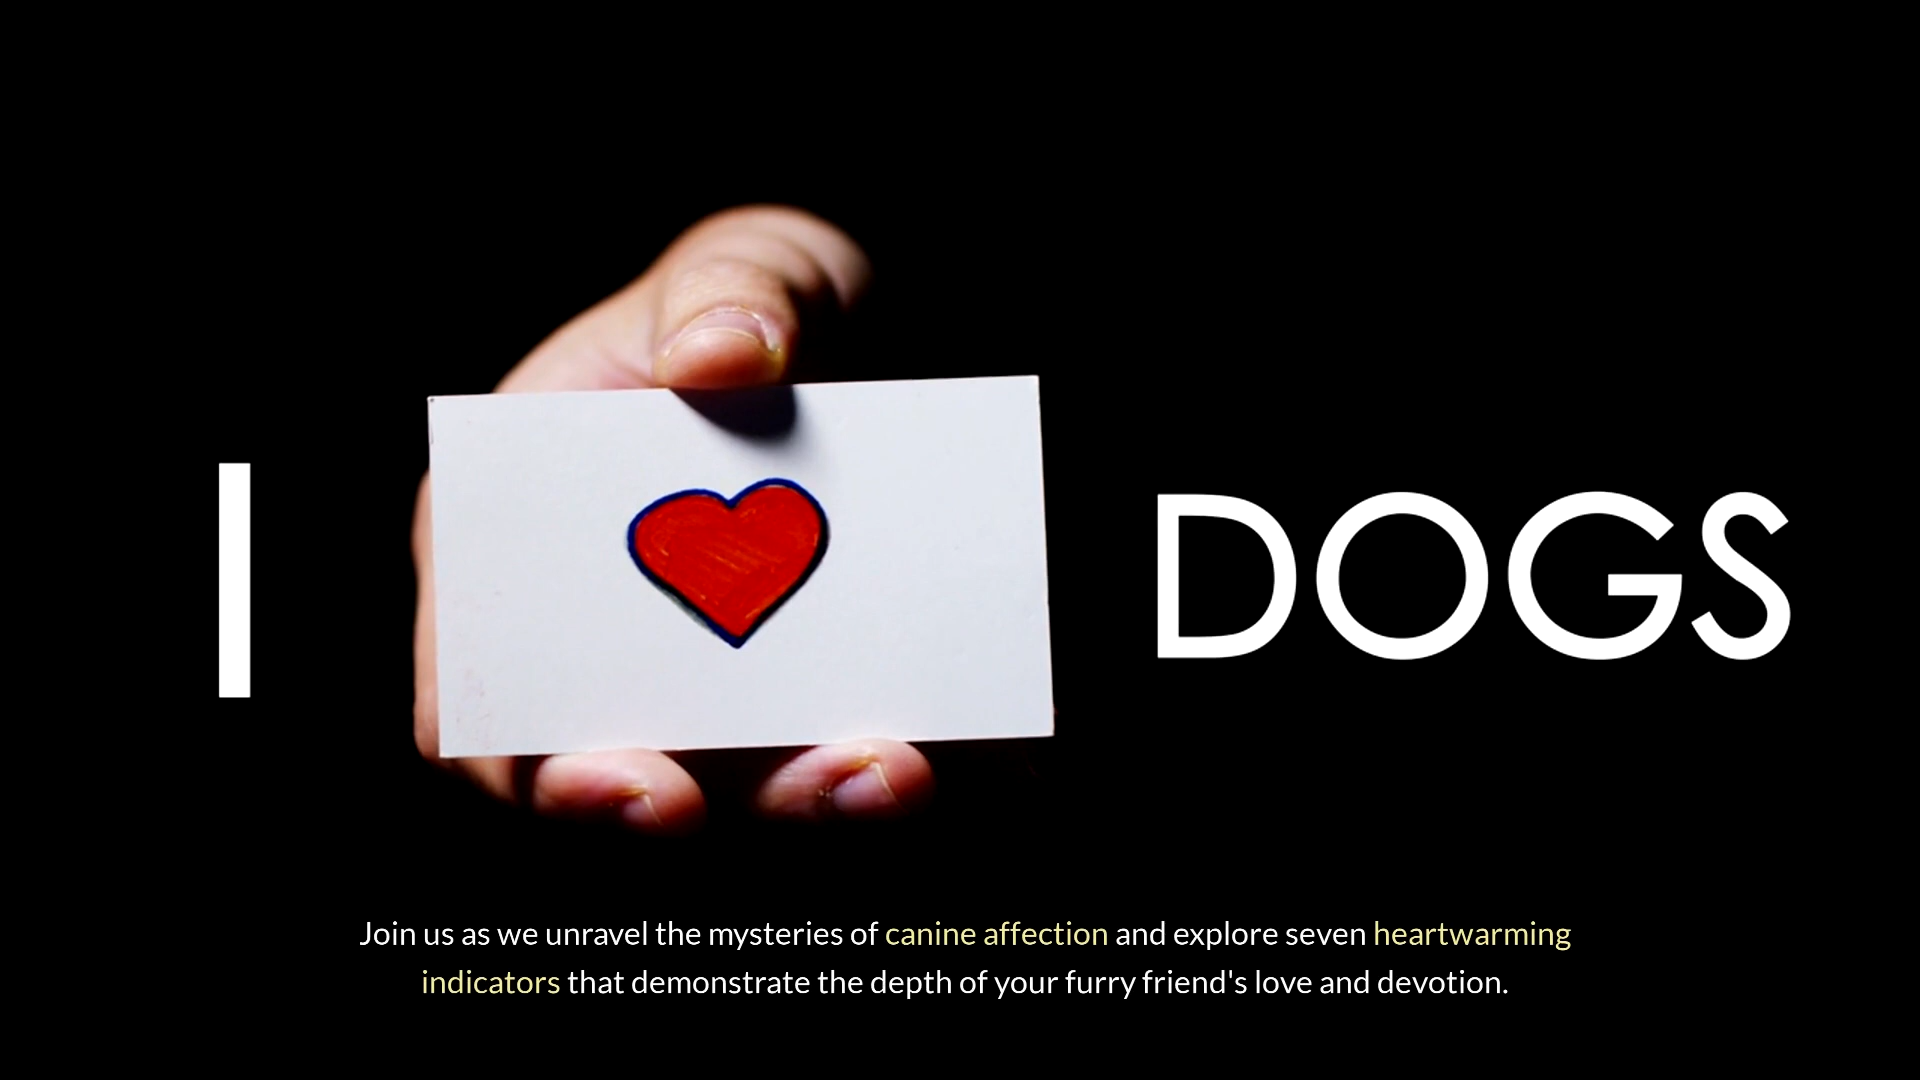 I DOGS
Join us as we unravel the mysteries of canine affection and explore seven heartwarming
indicators that demonstrate the depth of your furry friend's love and devotion.